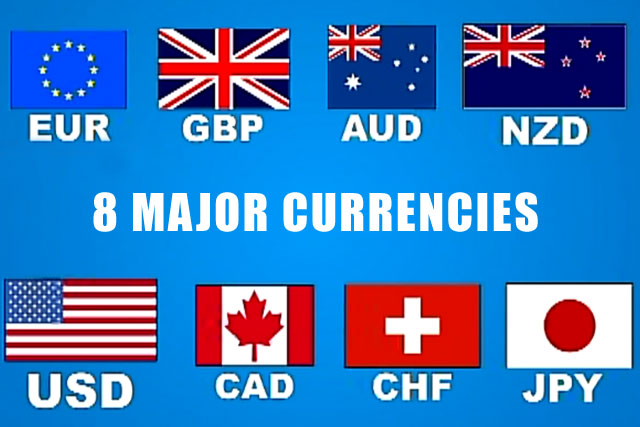 EUR GBP AUD NZD
8 MAJOR CURRENCIES
USD CAD CHF JPY